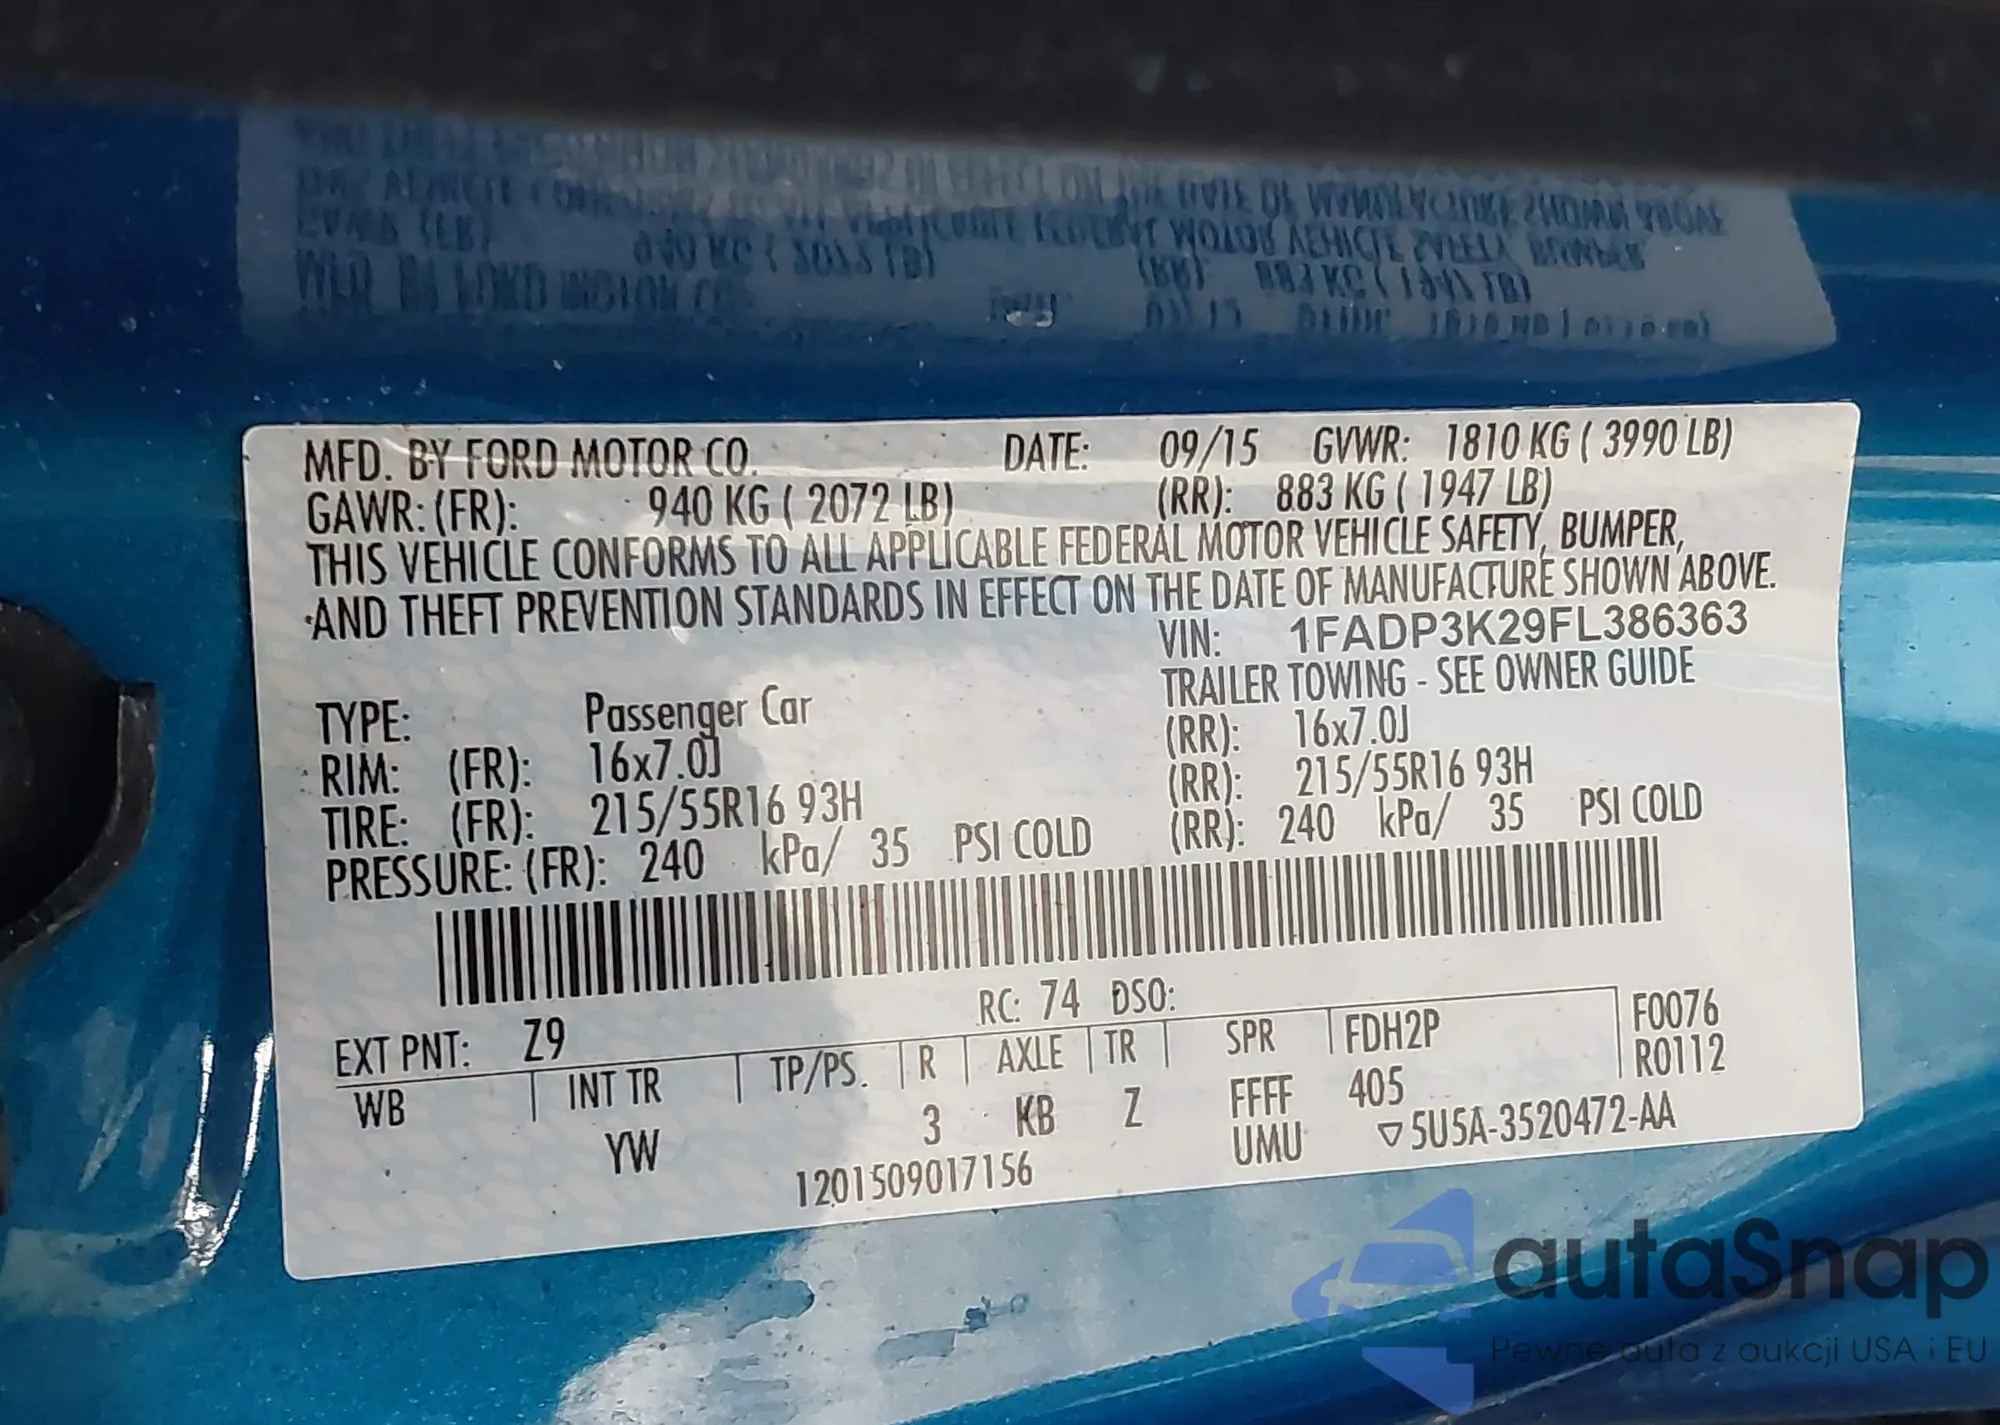 MFD. BY FORD MOTOR CO. DATE: 09/15 GVWR: 1810 KG ( 3990 LB)
GAWR: (FR): 940 KG ( 2072 LB) (RR): 883 KG ( 1947 LB)
THIS VEHICLE CONFORMS TO ALL APPLICABLE FEDERAL MOTOR VEHICLE SAFETY, BUMPER,
AND THEFT PREVENTION STANDARDS IN EFFECT ON THE DATE OF MANUFACTURE SHOWN ABOVE.
VIN: 1FADP3K29FL386363
TYPE: Passenger Car TRAILER TOWING - SEE OWNER GUIDE
RIM: (FR): 16x7.0J (RR): 16x7.0J
TIRE: (FR): 215/55R16 93H (RR): 215/55R16 93H
PRESSURE: (FR): 240 kPa/ 35 PSI COLD (RR): 240 kPa/ 35 PSI COLD
EXT PNT: Z9 RC: 74 DSO: F0076
WB INT TR TP/PS. R AXLE TR SPR FDH2P R0112
YW 3 KB Z FFFF 405
1201509017156 UMU ▽5U5A-3520472-AA
autaSnap
Pewne auta z aukcji USA i EU